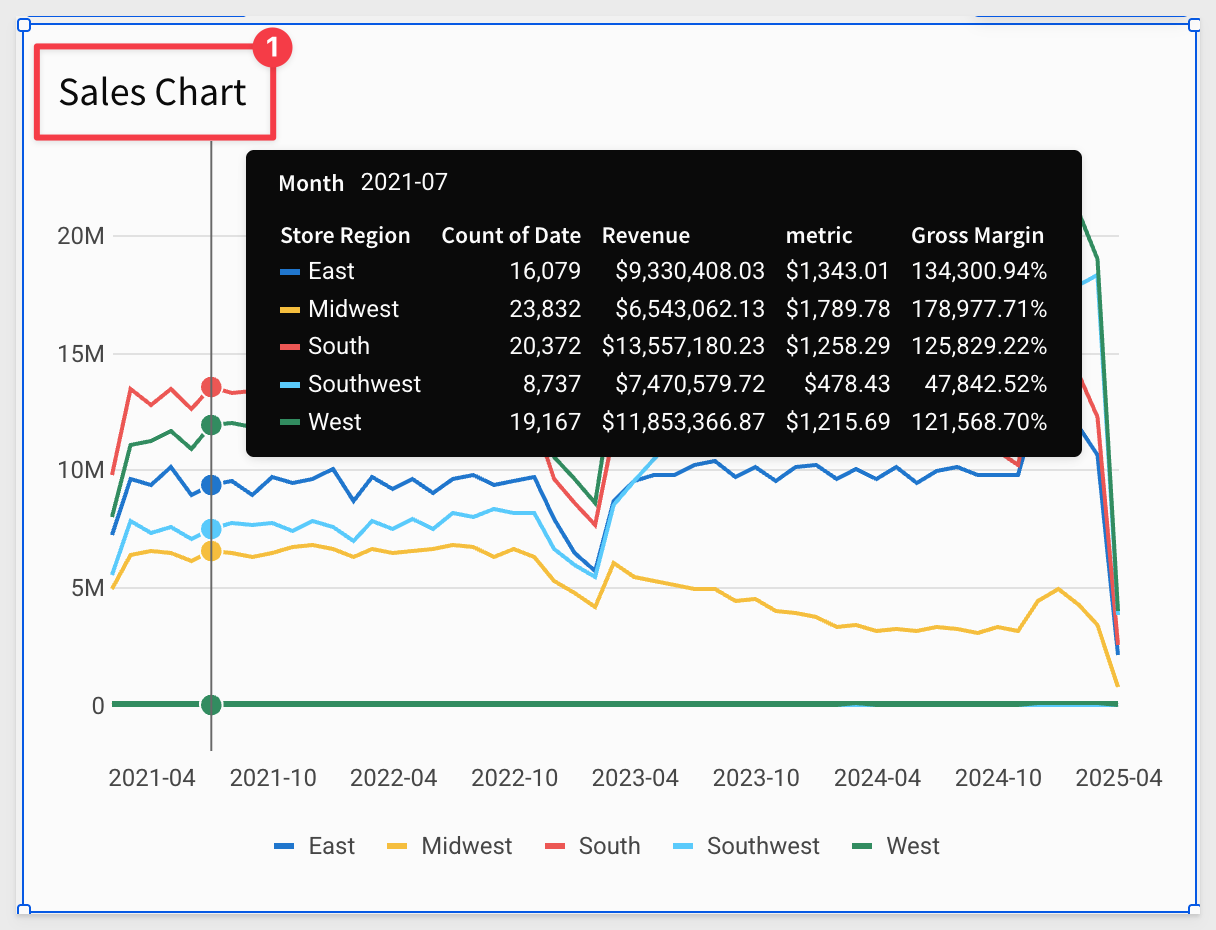 1
Sales Chart
Month 2021-07
Store Region Count of Date Revenue metric Gross Margin
East 16,079 $9,330,408.03 $1,343.01 134,300.94%
Midwest 23,832 $6,543,062.13 $1,789.78 178,977.71%
South 20,372 $13,557,180.23 $1,258.29 125,829.22%
Southwest 8,737 $7,470,579.72 $478.43 47,842.52%
West 19,167 $11,853,366.87 $1,215.69 121,568.70%
20M
15M
10M
5M
0
2021-04 2021-10 2022-04 2022-10 2023-04 2023-10 2024-04 2024-10 2025-04
East Midwest South Southwest West